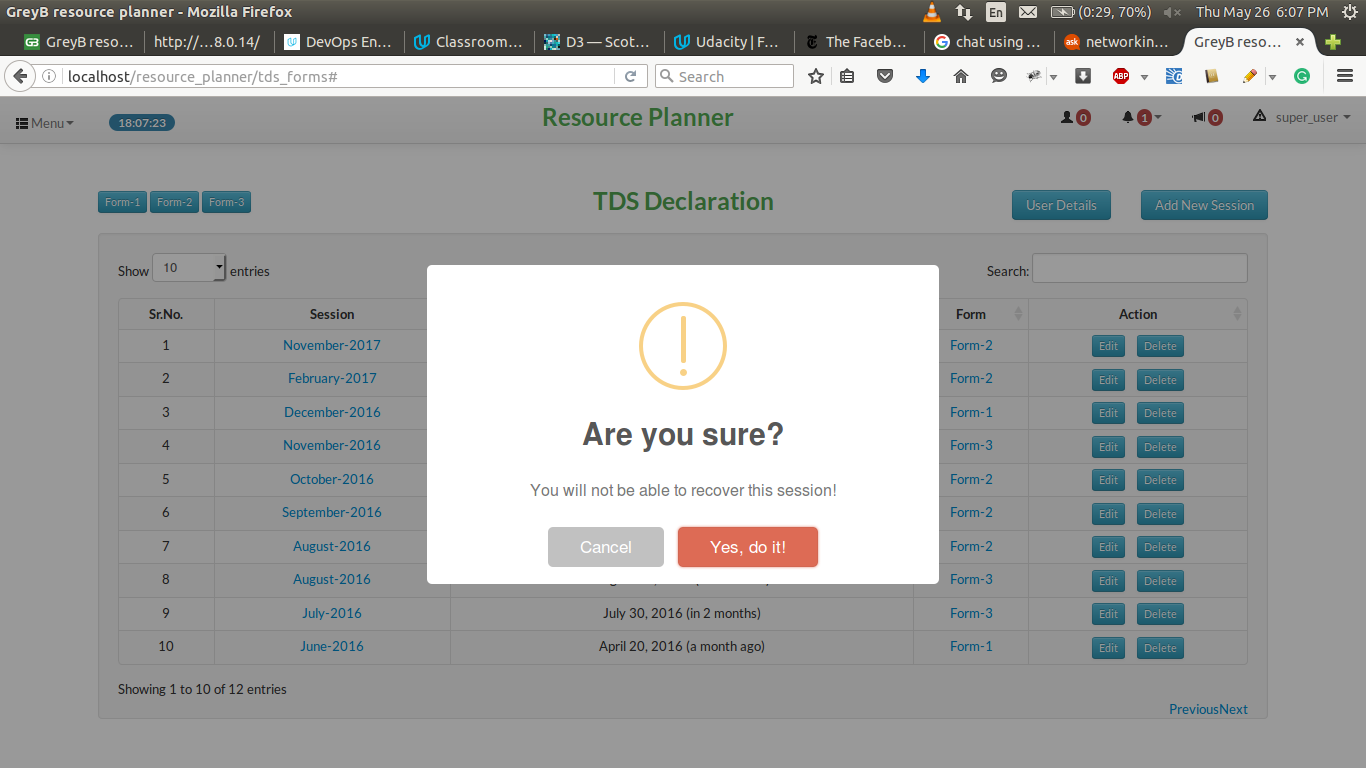 GreyB resource planner - Mozilla Firefox
En (0:29, 70%) Thu May 26 6:07 PM
GreyB reso... http://...8.0.14/ DevOps En... Classroom... D3 — Scot... Udacity | F... The Faceb... chat using ... networkin... GreyB reso...
localhost/resource_planner/tds_forms# Search ABP
Menu 18:07:23 Resource Planner 0 1 0 super_user
Form-1 Form-2 Form-3 TDS Declaration User Details Add New Session
Show 10 entries Search:
Sr.No. Session Form Action
1 November-2017 Form-2 Edit Delete
2 February-2017 Form-2 Edit Delete
3 December-2016 Form-1 Edit Delete
4 November-2016 Form-3 Edit Delete
5 October-2016 Form-2 Edit Delete
6 September-2016 Form-2 Edit Delete
7 August-2016 Form-2 Edit Delete
8 August-2016 Form-3 Edit Delete
9 July-2016 July 30, 2016 (in 2 months) Form-3 Edit Delete
10 June-2016 April 20, 2016 (a month ago) Form-1 Edit Delete
Showing 1 to 10 of 12 entries
PreviousNext
Are you sure?
You will not be able to recover this session!
Cancel Yes, do it!